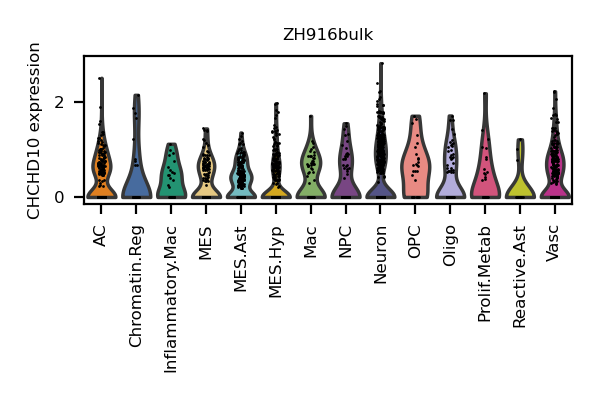 ZH916bulk
CHCHD10 expression
2
0
AC
Chromatin.Reg
Inflammatory.Mac
MES
MES.Ast
MES.Hyp
Mac
NPC
Neuron
OPC
Oligo
Prolif.Metab
Reactive.Ast
Vasc